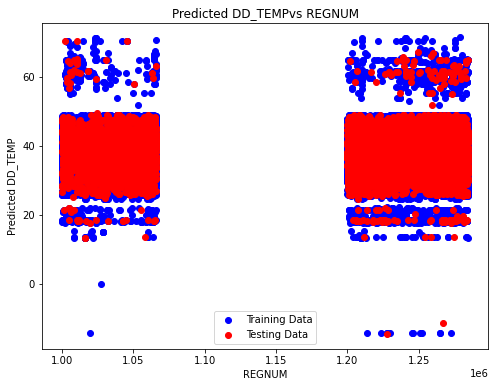 Predicted DD_TEMPvs REGNUM
Predicted DD_TEMP
60
40
20
0
Training Data
Testing Data
1.00
1.05
1.10
1.15
1.20
1.25
1e6
REGNUM